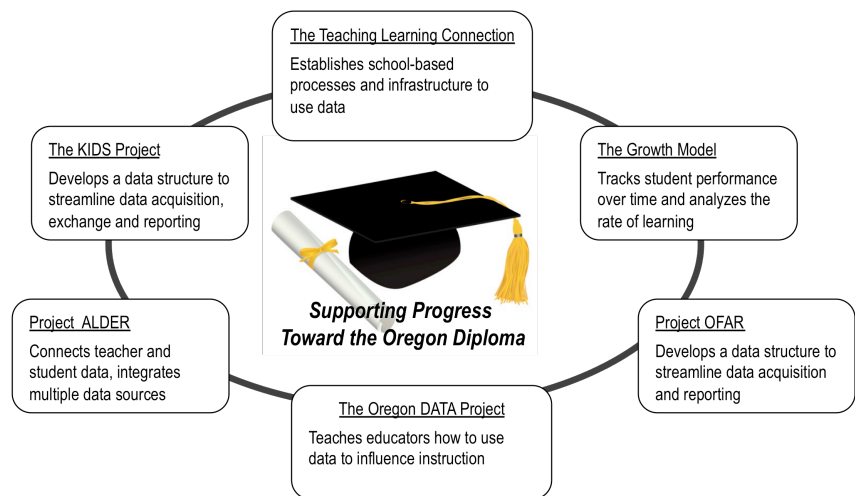 The Teaching Learning Connection
Establishes school-based
processes and infrastructure to
use data
The KIDS Project
Develops a data structure to
streamline data acquisition,
exchange and reporting
The Growth Model
Tracks student performance
over time and analyzes the
rate of learning
Supporting Progress
Toward the Oregon Diploma
Project ALDER
Connects teacher and
student data, integrates
multiple data sources
Project OFAR
Develops a data structure to
streamline data acquisition
and reporting
The Oregon DATA Project
Teaches educators how to use
data to influence instruction